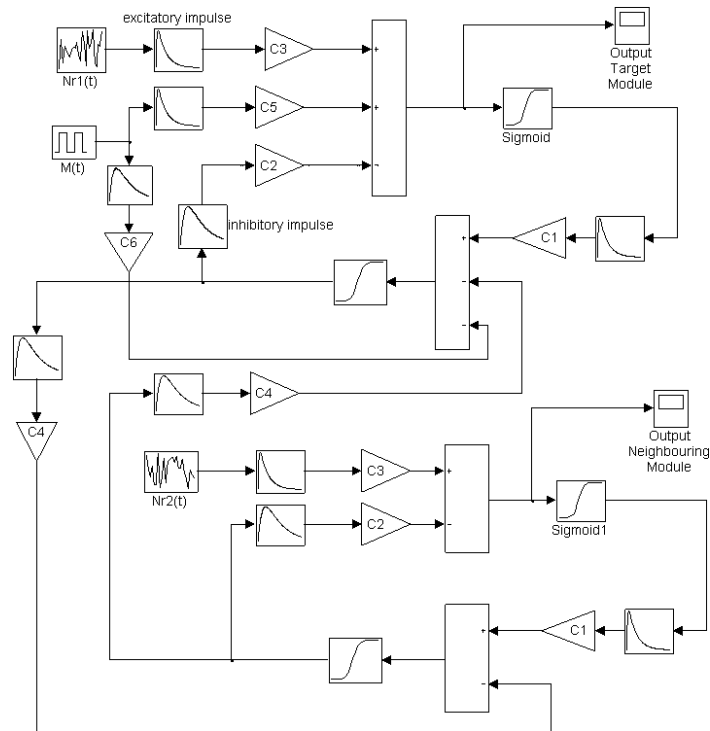 excitatory impulse
Nr1(t)
C3
+
Output
Target
Module
C5
+
Sigmoid
M(t)
C2
-
C6
inhibitory impulse
+
C1
-
-
C4
C4
Output
Neighbouring
Module
Nr2(t)
C3
+
C2
-
Sigmoid1
+
C1
-